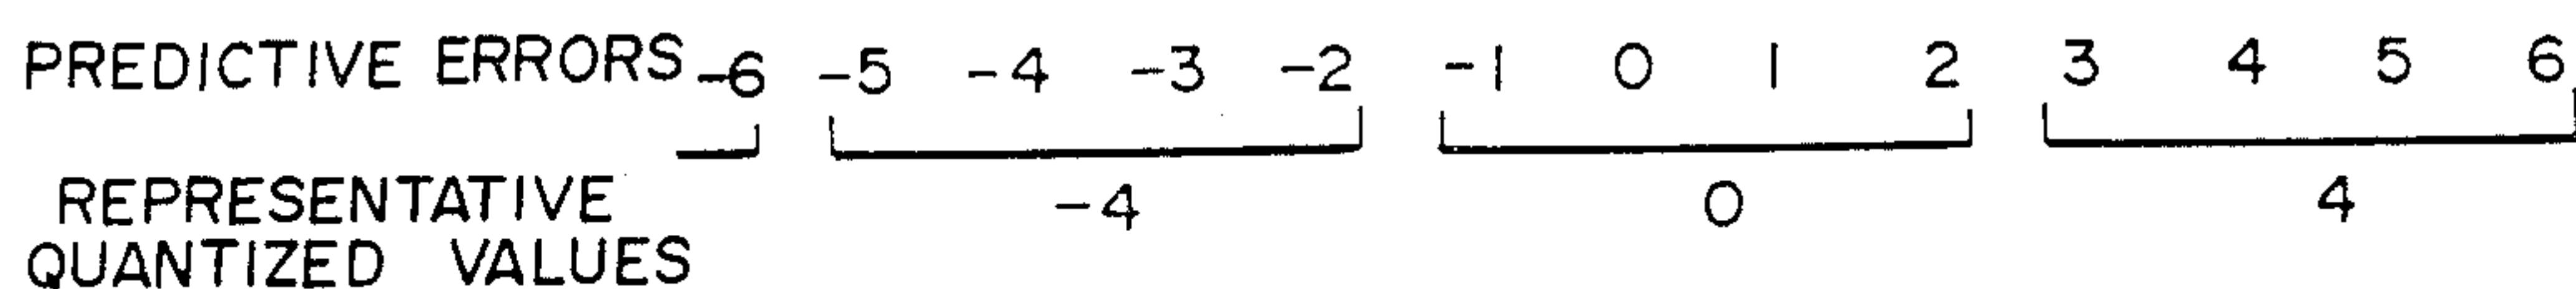 PREDICTIVE ERRORS -6 -5 -4 -3 -2 -1 0 1 2 3 4 5 6
REPRESENTATIVE -4 0 4
QUANTIZED VALUES